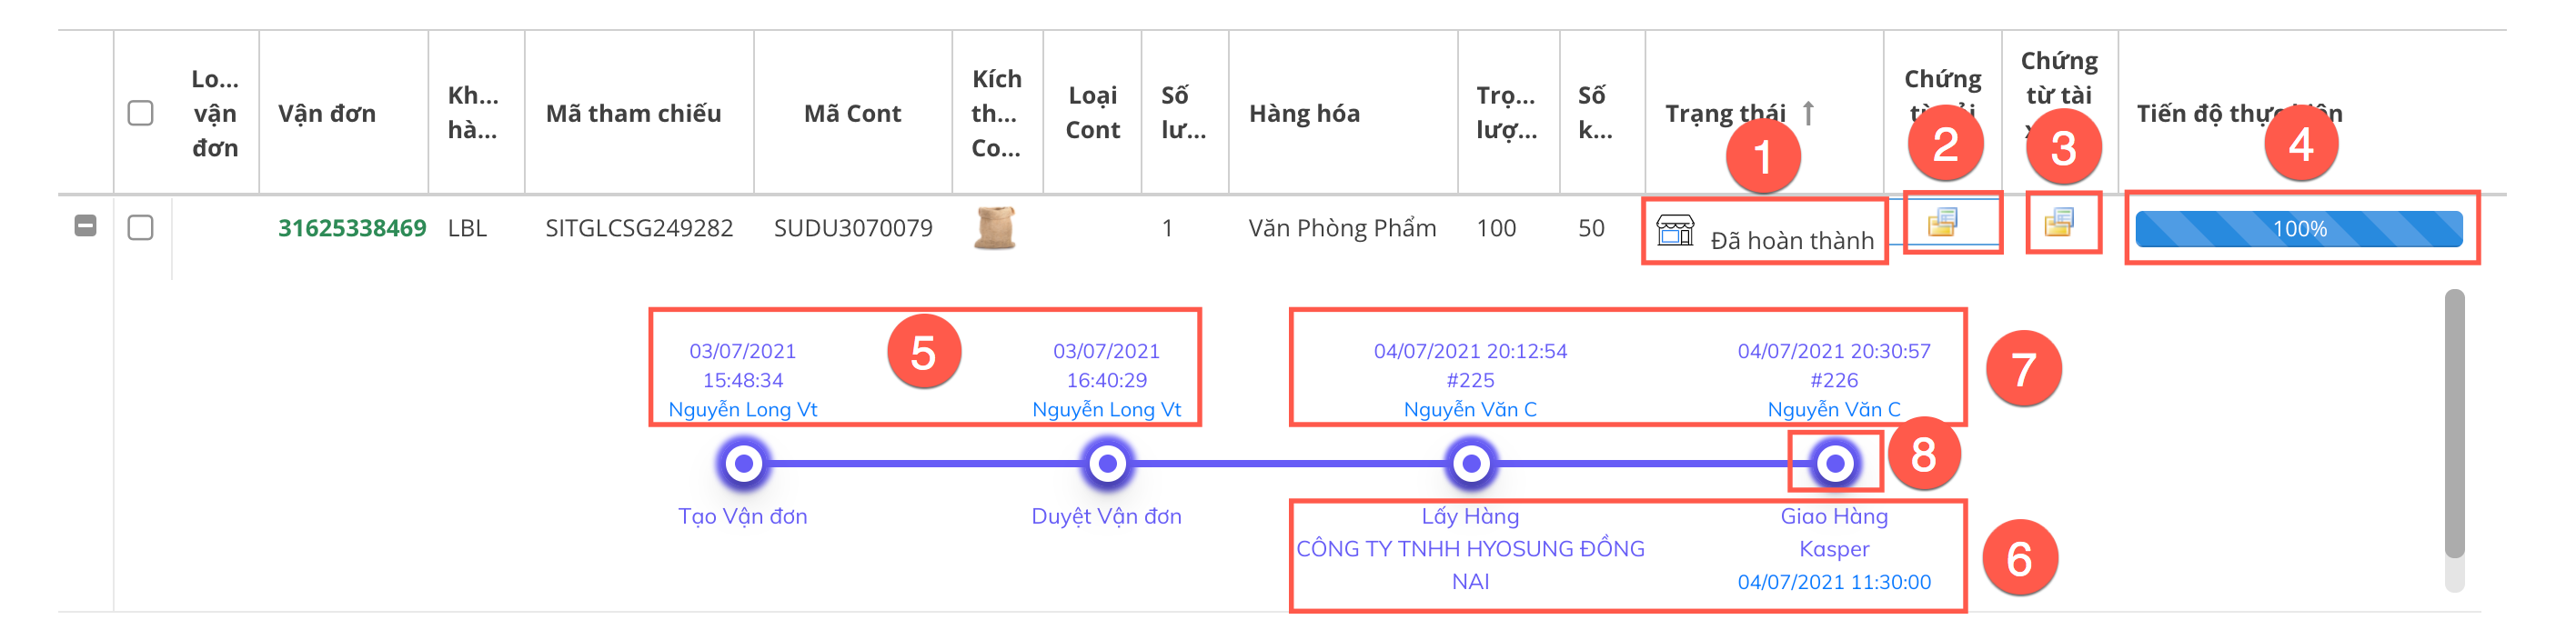 Lo...
vận
đơn
Vận đơn
Kh...
hà...
Mã tham chiếu
Mã Cont
Kích
th...
Co...
Loại
Cont
Số
lư...
Hàng hóa
Trọ...
lượ...
Số
k...
Trạng thái ↑
Chứng
Chứng
từ tài
Tiến độ
1
2
3
4
31625338469
LBL
SITGLCSG249282
SUDU3070079
1
Văn Phòng Phẩm
100
50
Đã hoàn thành
100%
03/07/2021
15:48:34
Nguyễn Long Vt
5
03/07/2021
16:40:29
Nguyễn Long Vt
04/07/2021 20:12:54
#225
Nguyễn Văn C
04/07/2021 20:30:57
#226
Nguyễn Văn C
7
8
Tạo Vận đơn
Duyệt Vận đơn
Lấy Hàng
CÔNG TY TNHH HYOSUNG ĐỒNG
NAI
Giao Hàng
Kasper
04/07/2021 11:30:00
6